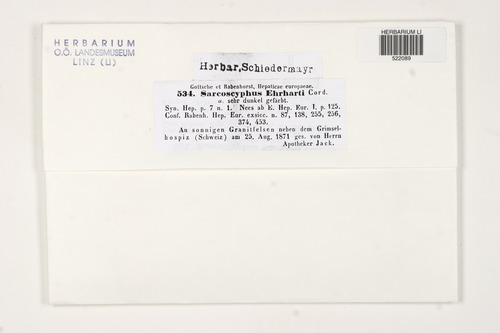 HERBARIUM
O.Ö. LANDESMUSEUM
LINZ (LI)
HERBARIUM LI
522089
Herbar, Schiedermayr
Gottsche et Rabenhorst, Hepaticae europaeae.
534. Sarcoscyphus Ehrharti Cord.
α. sehr dunkel gefärbt.
Syn. Hep. p. 7 n. 1. Nees ab E. Hep. Eur. I, p. 125.
Conf. Rabenh. Hep. Eur. exsicc. n. 87, 138, 255, 256,
374, 453.
An sonnigen Granitfelsen neben dem Grimsel-
hospiz (Schweiz) am 25. Aug. 1871 ges. von Herrn
Apotheker Jack.